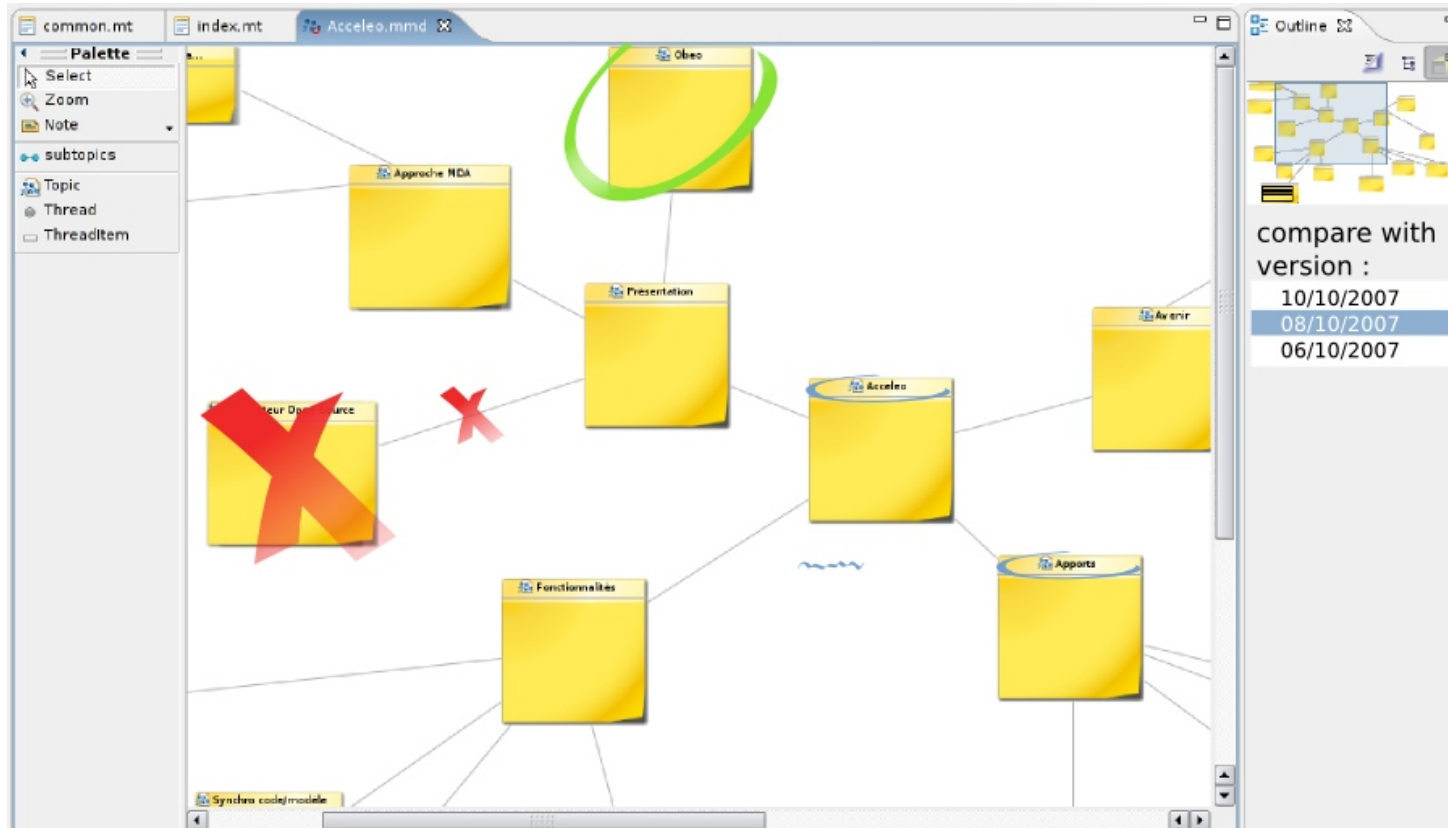 common.mt
index.mt
Acceleo.mmd
Outline
Palette
Select
Zoom
Note
subtopics
Topic
Thread
ThreadItem
Obeo
Approche MDA
Présentation
Avenir
Acceleo
Apports
Fonctionnalités
Synchro code/modèle
compare with
version :
10/10/2007
08/10/2007
06/10/2007